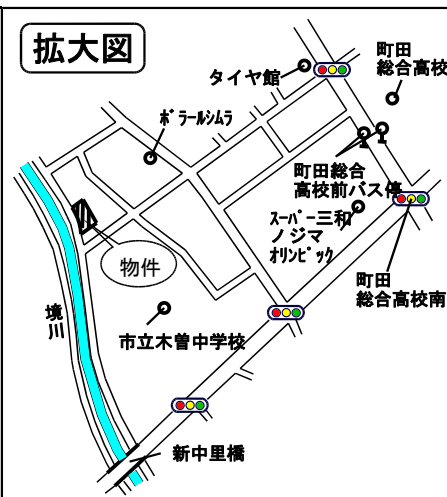 拡大図
タイヤ館
町田
総合高校
ポラールシムラ
町田総合
高校前バス停
スーパー三和
ノジマ
オリンピック
物件
町田
総合高校南
境川
市立木曽中学校
新中里橋